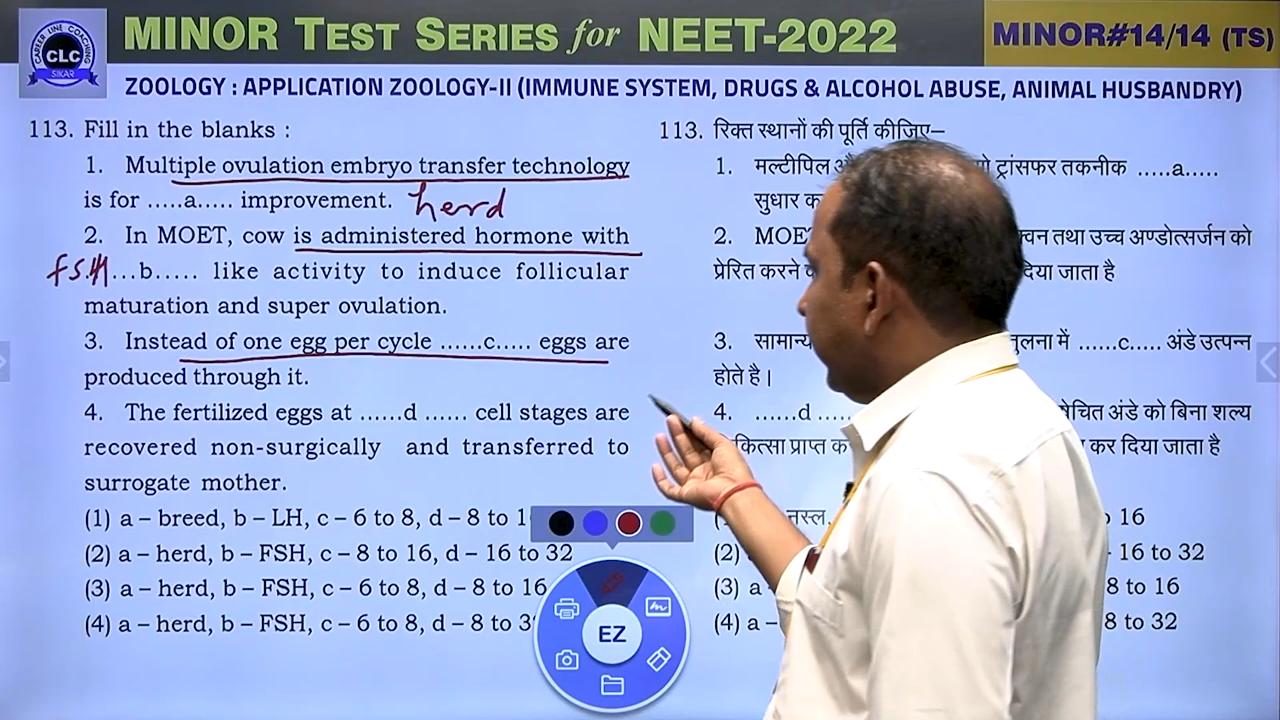 CAREER LINE COACHING
CLC
SIKAR
MINOR TEST SERIES for NEET-2022
MINOR#14/14 (TS)
ZOOLOGY : APPLICATION ZOOLOGY-II (IMMUNE SYSTEM, DRUGS & ALCOHOL ABUSE, ANIMAL HUSBANDRY)
113. Fill in the blanks :
1. Multiple ovulation embryo transfer technology
is for .....a..... improvement. herd
2. In MOET, cow is administered hormone with
FSH ...b..... like activity to induce follicular
maturation and super ovulation.
3. Instead of one egg per cycle ......c..... eggs are
produced through it.
4. The fertilized eggs at ......d ...... cell stages are
recovered non-surgically and transferred to
surrogate mother.
(1) a – breed, b – LH, c – 6 to 8, d – 8 to
(2) a – herd, b – FSH, c – 8 to 16, d – 16 to 32
(3) a – herd, b – FSH, c – 6 to 8, d – 8 to 16
(4) a – herd, b – FSH, c – 6 to 8, d – 8 to
EZ
113. रिक्त स्थानों की पूर्ति कीजिए–
1. मल्टीपिल ट्रांसफर तकनीक .....a.....
सुधार
2. MOET तथा उच्च अण्डोत्सर्जन को
प्रेरित करने दिया जाता है
3. सामान्य तुलना में ......c..... अंडे उत्पन्न
होते है।
4. ......d ..... अंडे को बिना शल्य
कर दिया जाता है
नस्ल, 16
(2) 16 to 32
(3) a 8 to 16
(4) a – 8 to 32